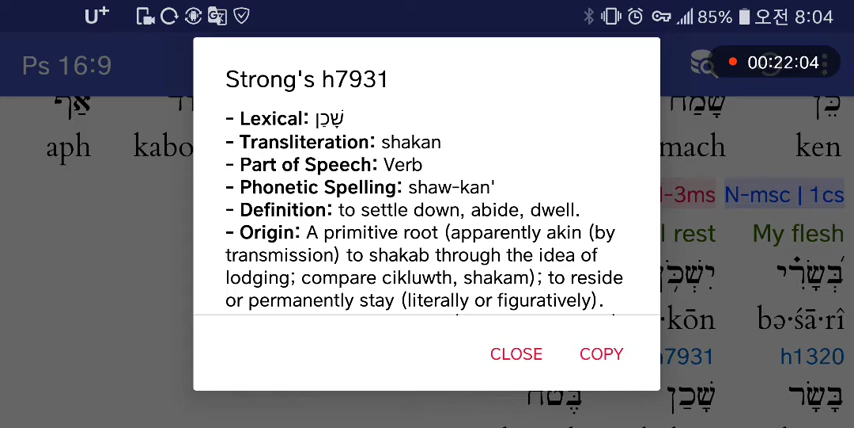 U+ 85% 오전 8:04
Ps 16:9 00:22:04
Strong's h7931
- Lexical: שָׁכַן
- Transliteration: shakan
- Part of Speech: Verb
- Phonetic Spelling: shaw-kan'
- Definition: to settle down, abide, dwell.
- Origin: A primitive root (apparently akin (by
transmission) to shakab through the idea of
lodging; compare cikluwth, shakam); to reside
or permanently stay (literally or figuratively).
CLOSE COPY
אַף כֵּן
aph kabo mach ken
-3ms N-msc | 1cs
l rest My flesh
בְּ֝שָׂרִ֗י יִשְׁכֹּ֥ן
kōn bə·śā·rî
h7931 h1320
בָּשָׂר שָׁכַן בֶּטַח